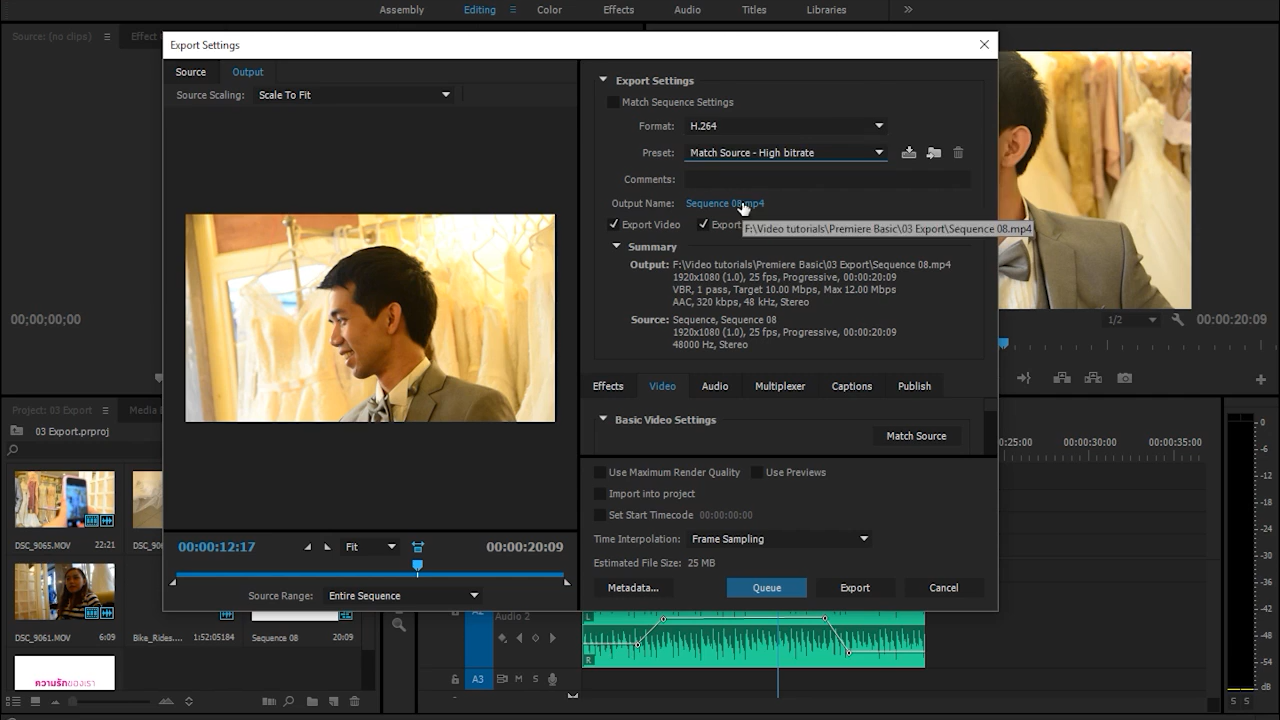 Assembly Editing Color Effects Audio Titles Libraries
Source: (no clips)
Export Settings
Source Output
Source Scaling: Scale To Fit
Export Settings
Match Sequence Settings
Format: H.264
Preset: Match Source - High bitrate
Comments:
Output Name: Sequence 08.mp4
Export Video Export
F:\Video tutorials\Premiere Basic\03 Export\Sequence 08.mp4
Summary
Output: F:\Video tutorials\Premiere Basic\03 Export\Sequence 08.mp4
1920x1080 (1.0), 25 fps, Progressive, 00:00:20:09
VBR, 1 pass, Target 10.00 Mbps, Max 12.00 Mbps
AAC, 320 kbps, 48 kHz, Stereo
Source: Sequence, Sequence 08
1920x1080 (1.0), 25 fps, Progressive, 00:00:20:09
48000 Hz, Stereo
00;00;00;00
1/2 00:00:20:09
Effects Video Audio Multiplexer Captions Publish
Basic Video Settings
Match Source
Use Maximum Render Quality Use Previews
Import into project
Set Start Timecode 00:00:00:00
Time Interpolation: Frame Sampling
Estimated File Size: 25 MB
Metadata... Queue Export Cancel
00:00:12:17 Fit 00:00:20:09
Source Range: Entire Sequence
Project: 03 Export
03 Export.prproj
DSC_9065.MOV 22:21
DSC_9061.MOV 6:09
Bike_Rides.... 1:52:05184
Sequence 08 20:09
ความรักของเรา
00:00:30:00 00:00:35:00
Audio 2
L
R
A3 M S
0
-6
-12
-18
-24
-30
-36
-42
-48
-54
dB
S S